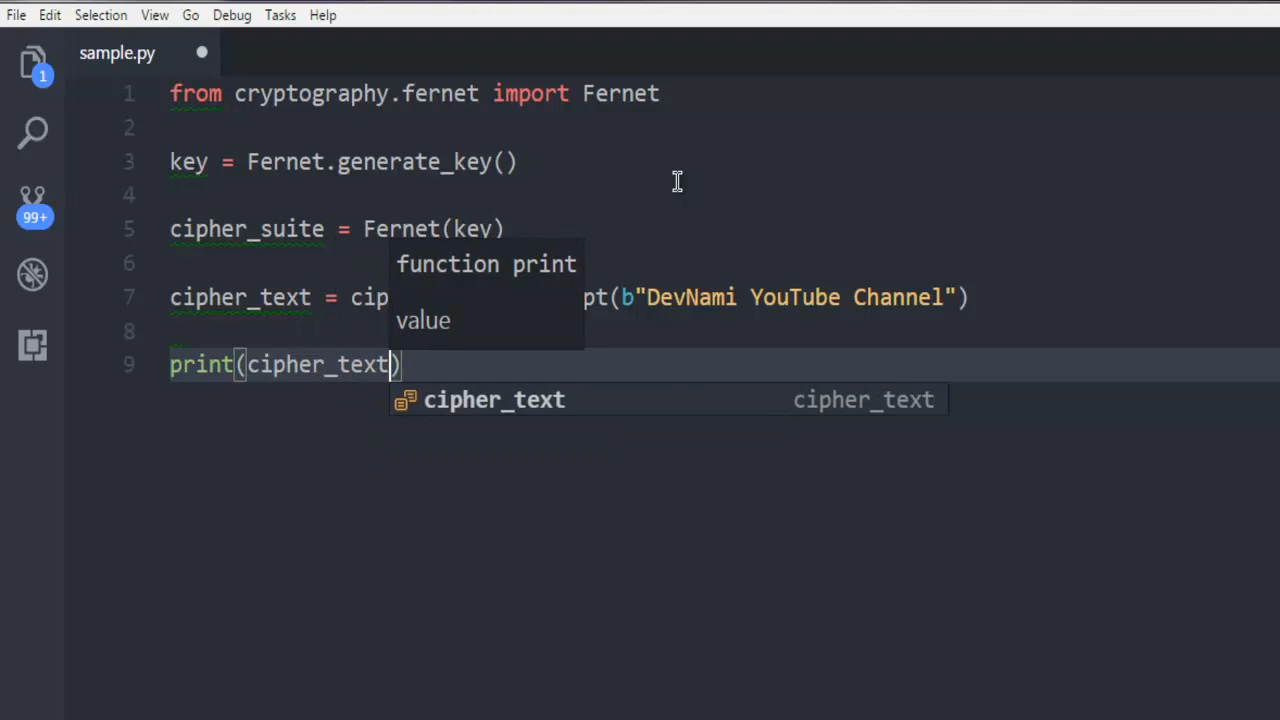 File Edit Selection View Go Debug Tasks Help
sample.py
1
99+
1 from cryptography.fernet import Fernet
2
3 key = Fernet.generate_key()
4
5 cipher_suite = Fernet(key)
6
function print
7 cipher_text = cip pt(b"DevNami YouTube Channel")
value
8
9 print(cipher_text)
cipher_text cipher_text